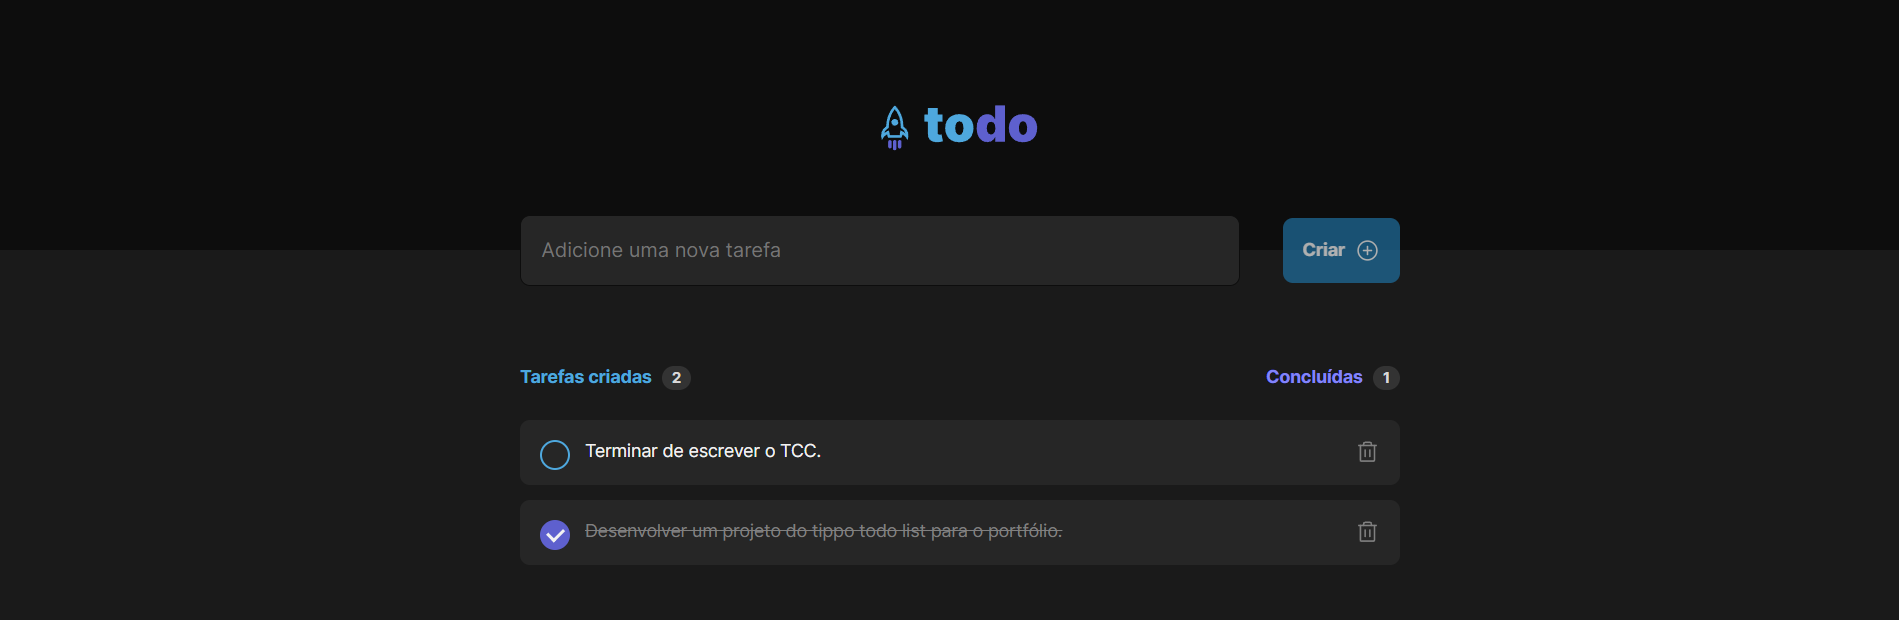 todo
Adicione uma nova tarefa
Criar
Tarefas criadas 2
Concluídas 1
Terminar de escrever o TCC.
Desenvolver um projeto do tippo todo list para o portfólio.